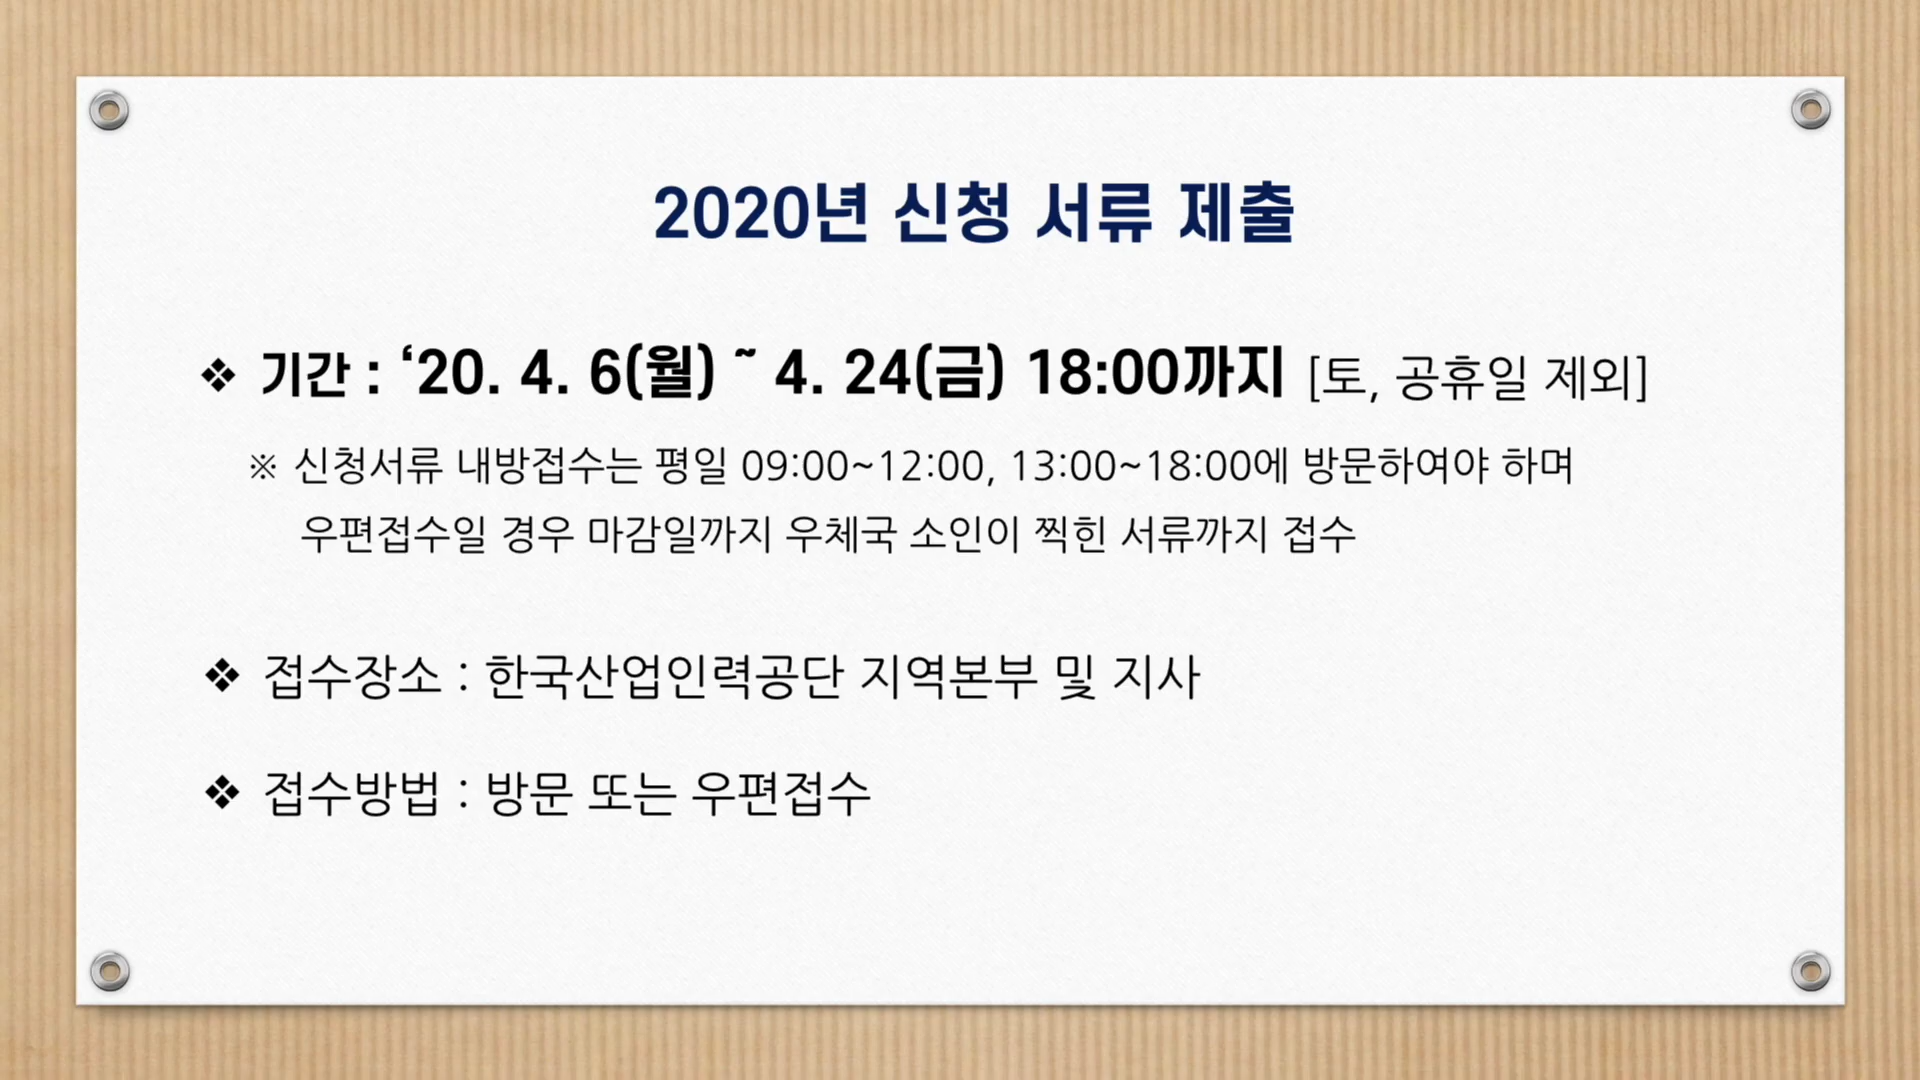 2020년 신청 서류 제출
❖ 기간 : ‘20. 4. 6(월) ~ 4. 24(금) 18:00까지 [토, 공휴일 제외]
※ 신청서류 내방접수는 평일 09:00~12:00, 13:00~18:00에 방문하여야 하며
우편접수일 경우 마감일까지 우체국 소인이 찍힌 서류까지 접수
❖ 접수장소 : 한국산업인력공단 지역본부 및 지사
❖ 접수방법 : 방문 또는 우편접수